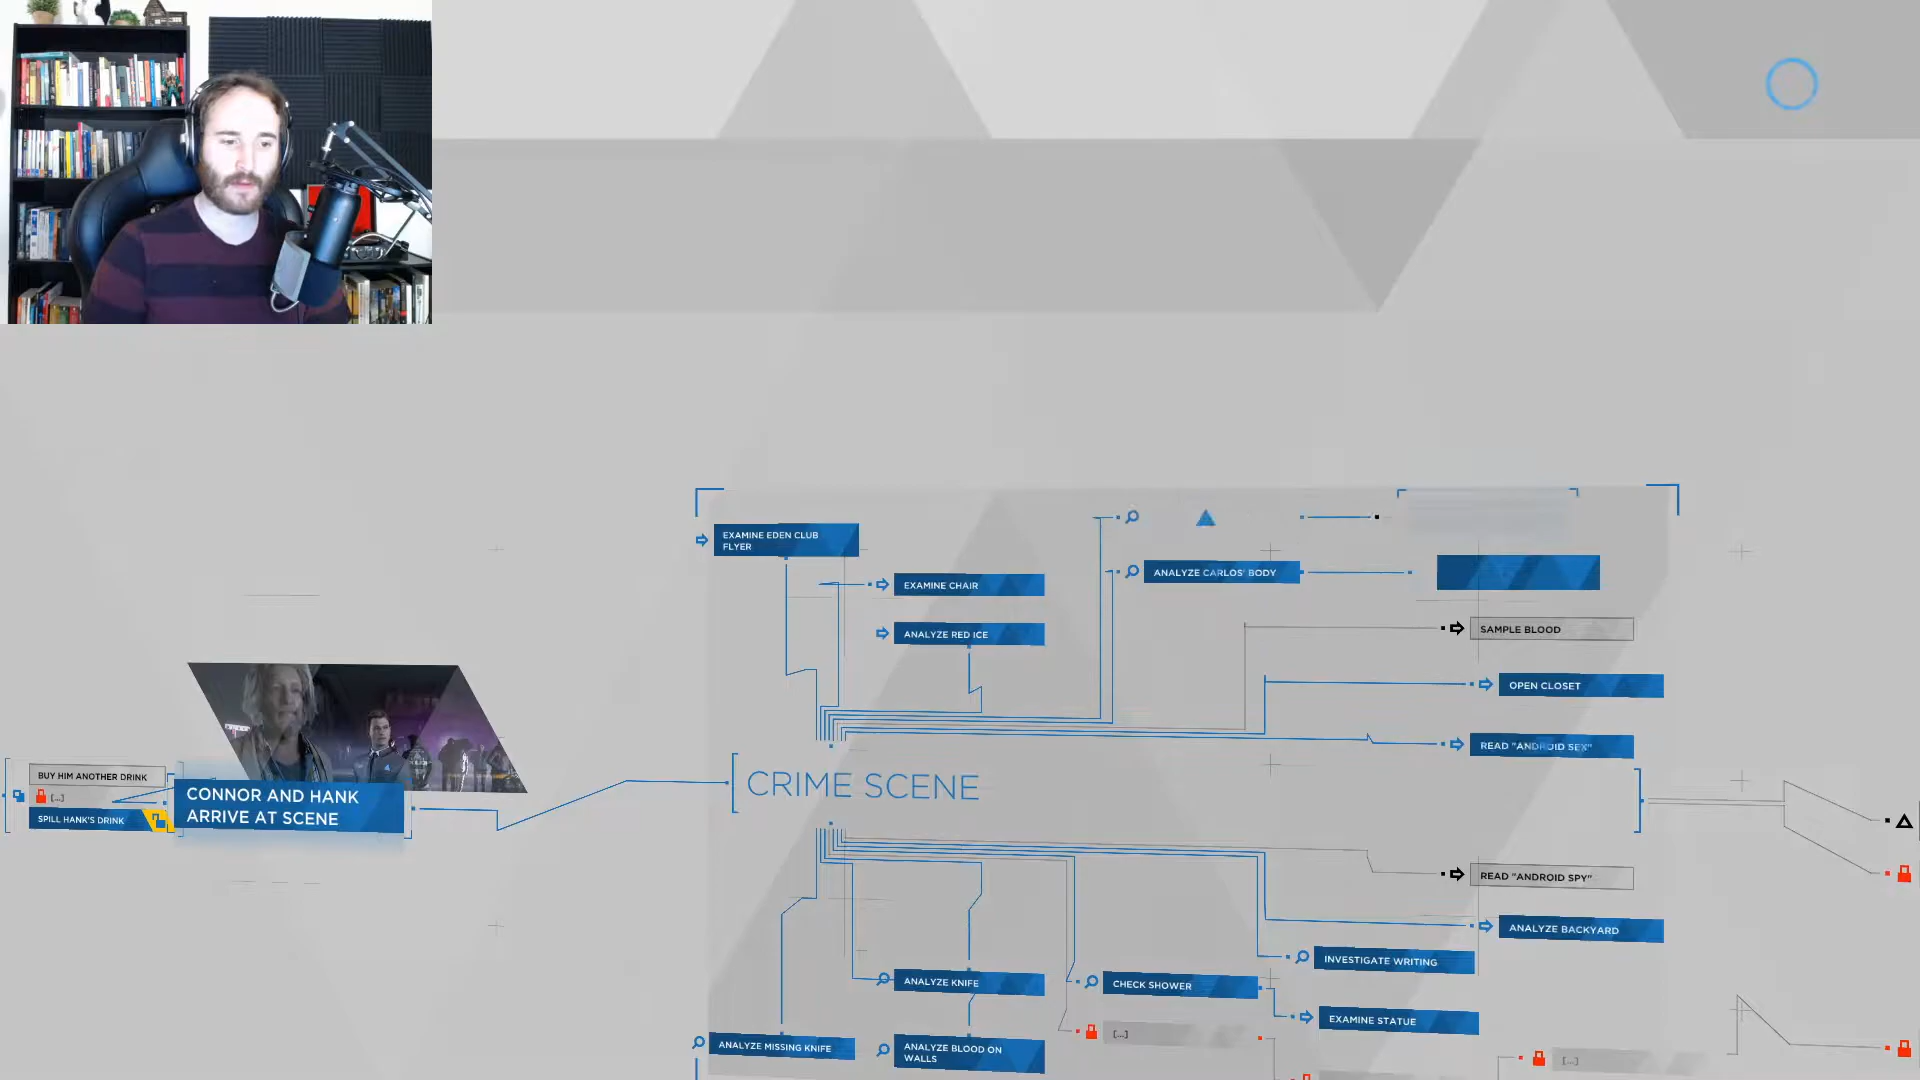 EXAMINE EDEN CLUB
FLYER
EXAMINE CHAIR
ANALYZE CARLOS' BODY
ANALYZE RED ICE
SAMPLE BLOOD
OPEN CLOSET
READ "ANDROID SEX"
BUY HIM ANOTHER DRINK
[...]
SPILL HANK'S DRINK
CONNOR AND HANK
ARRIVE AT SCENE
CRIME SCENE
READ "ANDROID SPY"
ANALYZE BACKYARD
INVESTIGATE WRITING
ANALYZE KNIFE
CHECK SHOWER
EXAMINE STATUE
[...]
ANALYZE MISSING KNIFE
ANALYZE BLOOD ON
WALLS
[...]